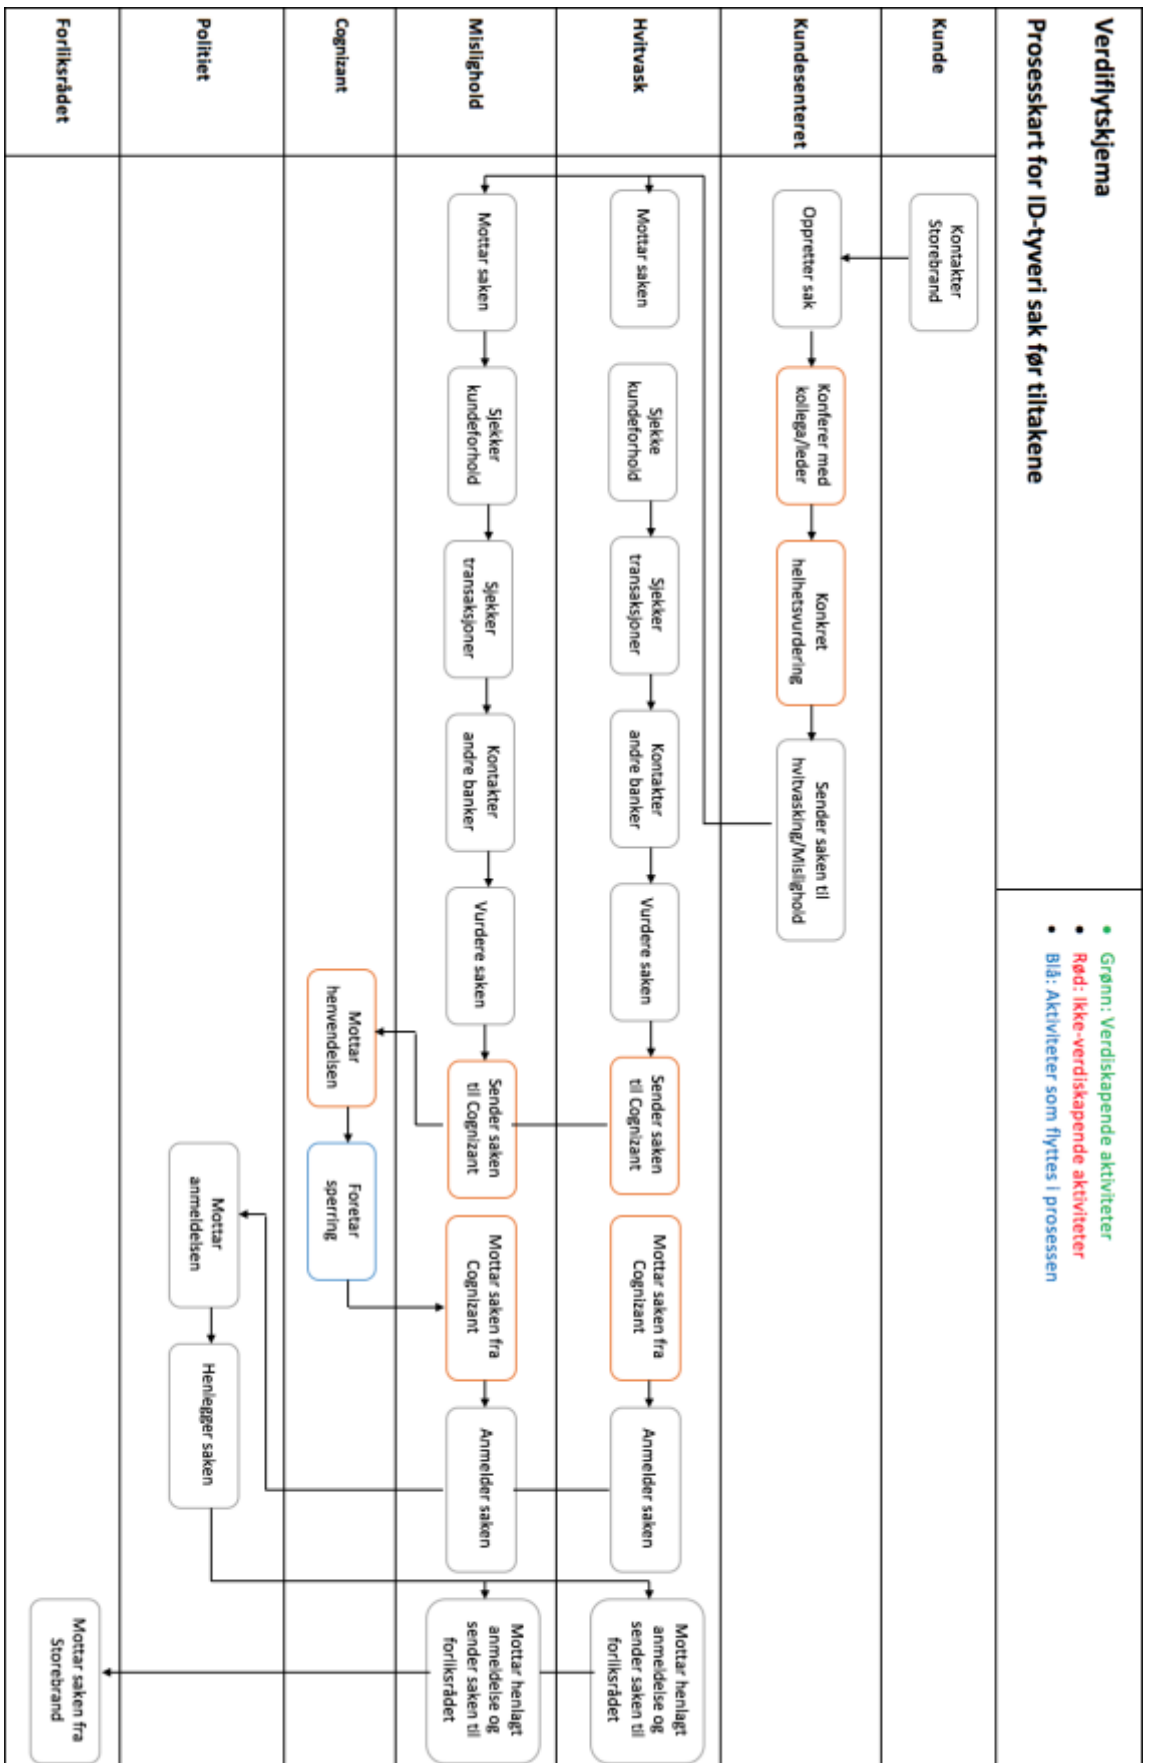 Verdiflytskjema
Prosesskart for ID-tyveri sak før tiltakene
• Grønn: Verdiskapende aktiviteter
• Rød: Ikke-verdiskapende aktiviteter
• Blå: Aktiviteter som flyttes i prosessen
Kunde
Kontakter
Storebrand
Kundesenteret
Oppretter sak
Konferer med
kollega/leder
Konkret
helhetsvurdering
Sender saken til
hvitvasking/Mislighold
Hvitvask
Mottar saken
Sjekke
kundeforhold
Sjekker
transaksjoner
Kontakter
andre banker
Vurdere saken
Sender saken
til Cognizant
Mottar saken fra
Cognizant
Anmelder saken
Mottar henlagt
anmeldelse og
sender saken til
forliksrådet
Mislighold
Mottar saken
Sjekker
kundeforhold
Sjekker
transaksjoner
Kontakter
andre banker
Vurdere saken
Sender saken
til Cognizant
Mottar saken fra
Cognizant
Anmelder saken
Mottar henlagt
anmeldelse og
sender saken til
forliksrådet
Cognizant
Mottar
henvendelsen
Foretar
sperring
Politiet
Mottar
anmeldelsen
Henlegger saken
Forliksrådet
Mottar saken fra
Storebrand